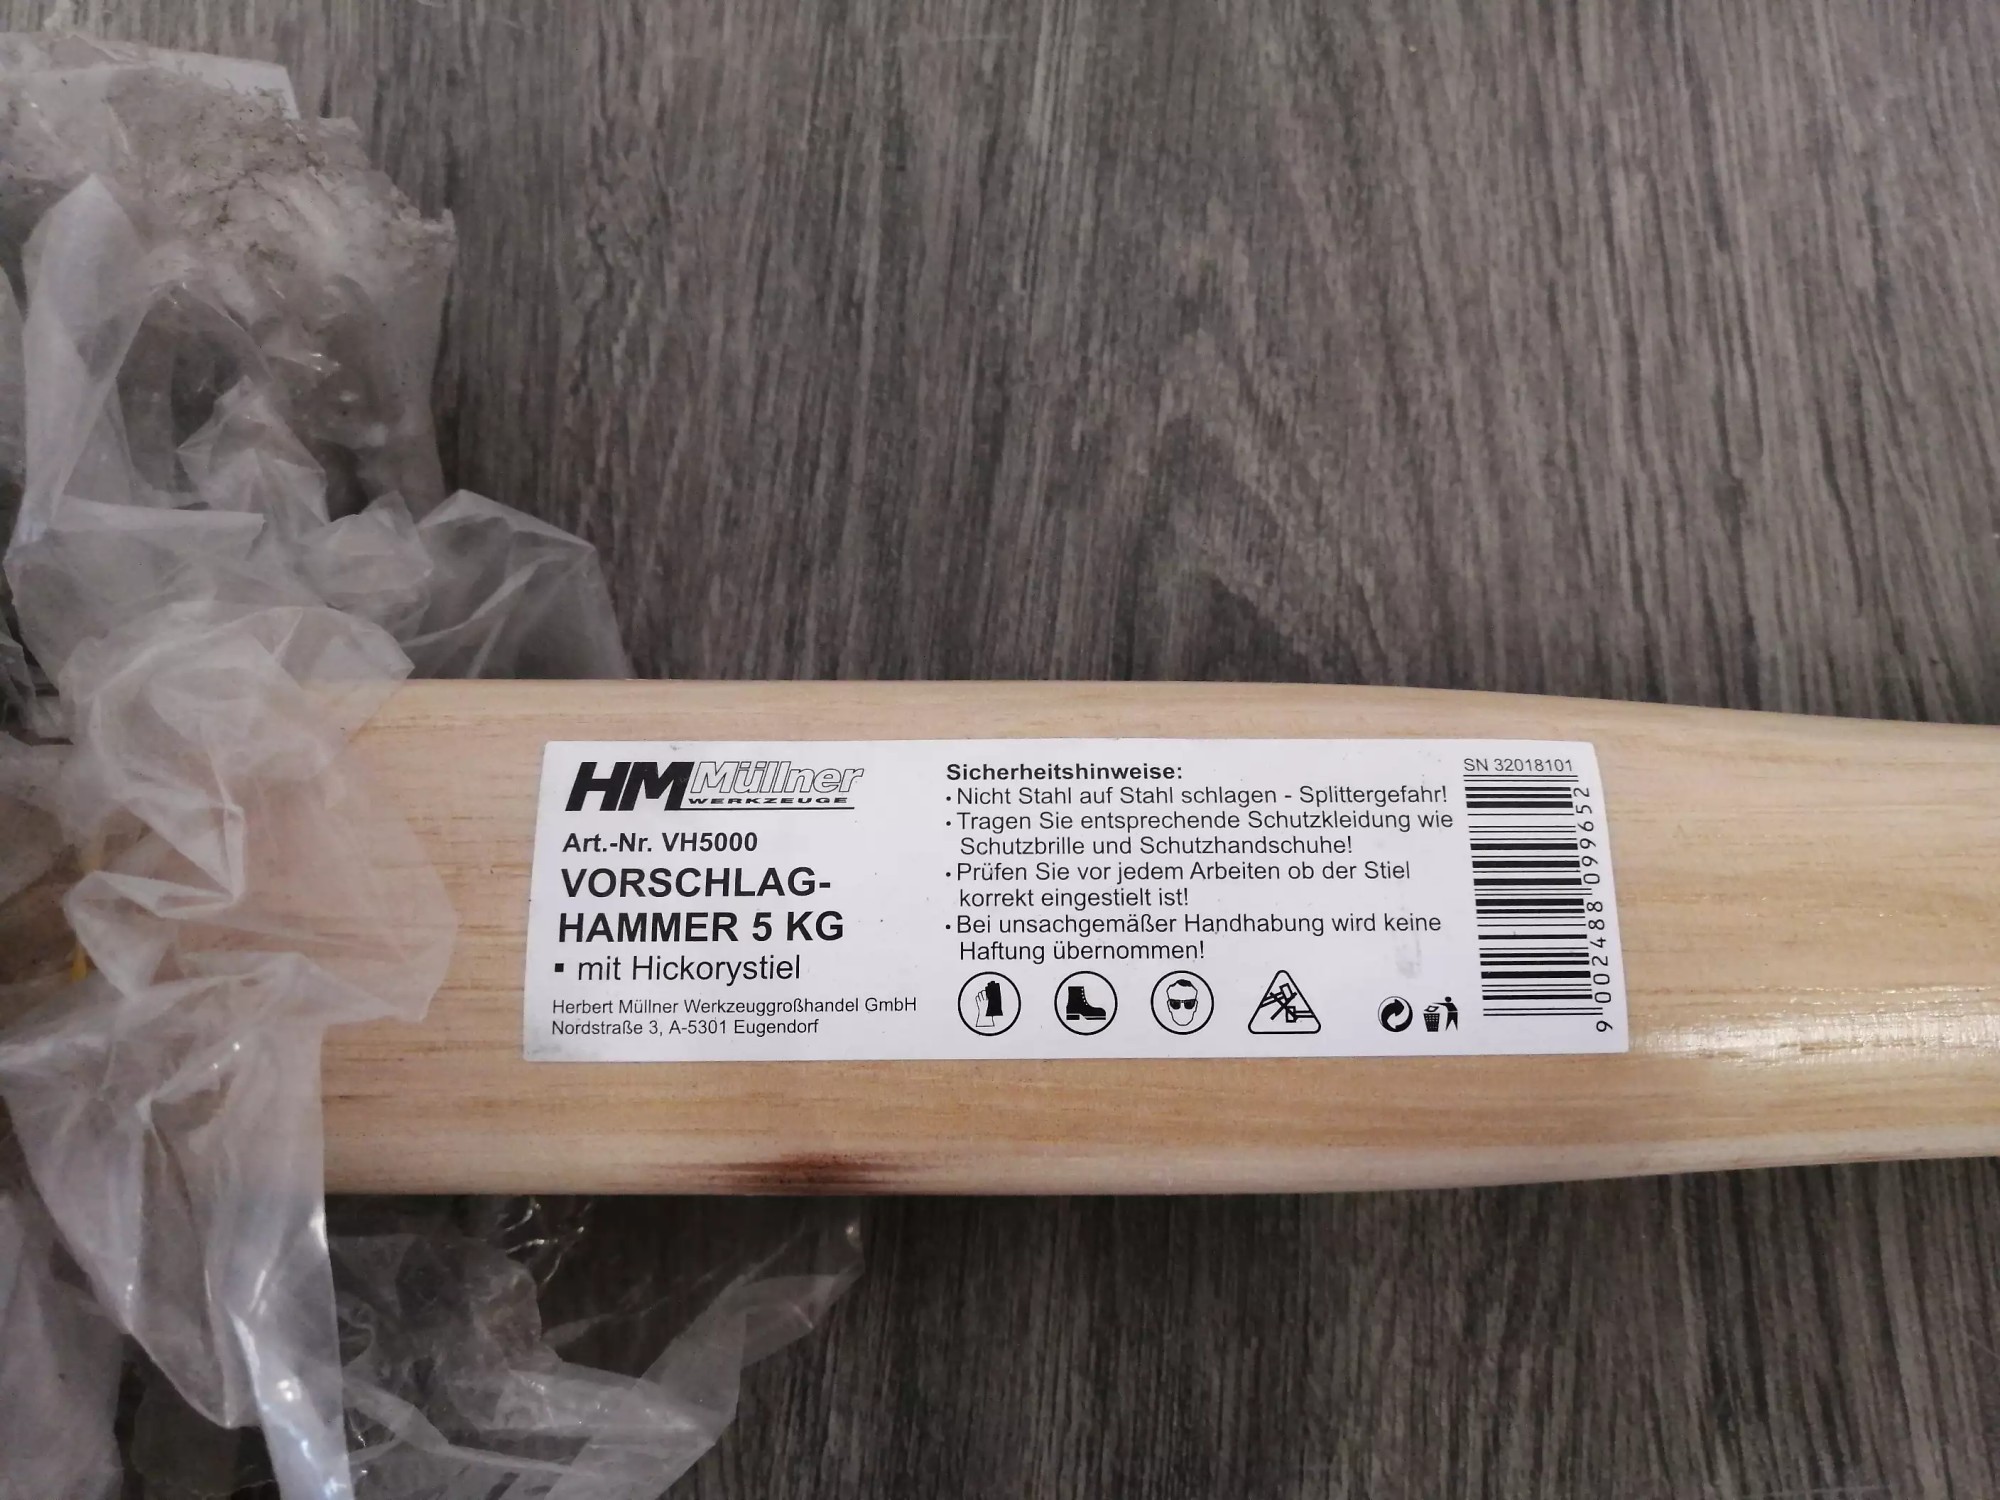 HM Müllner
WERKZEUGE
Art.-Nr. VH5000
VORSCHLAG-
HAMMER 5 KG
▪ mit Hickorystiel
Herbert Müllner Werkzeuggroßhandel GmbH
Nordstraße 3, A-5301 Eugendorf
Sicherheitshinweise:
• Nicht Stahl auf Stahl schlagen - Splittergefahr!
• Tragen Sie entsprechende Schutzkleidung wie
Schutzbrille und Schutzhandschuhe!
• Prüfen Sie vor jedem Arbeiten ob der Stiel
korrekt eingestielt ist!
• Bei unsachgemäßer Handhabung wird keine
Haftung übernommen!
SN 32018101
9 002488 099652